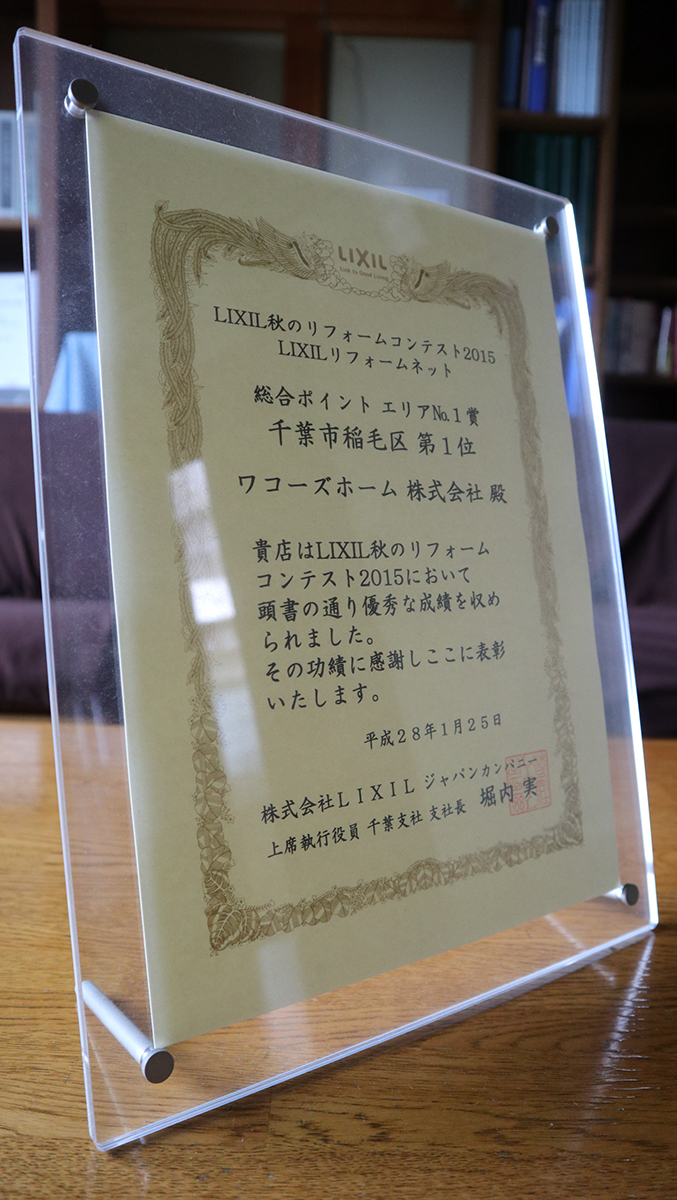 LIXIL
Link to Good Living
LIXIL秋のリフォームコンテスト2015
LIXILリフォームネット
総合ポイント エリアNo.1賞
千葉市稲毛区 第1位
ワコーズホーム 株式会社 殿
貴店はLIXIL秋のリフォーム
コンテスト2015において
頭書の通り優秀な成績を収め
られました。
その功績に感謝しここに表彰
いたします。
平成28年1月25日
株式会社LIXIL ジャパンカンパニー
上席執行役員 千葉支社 支社長 堀内 実